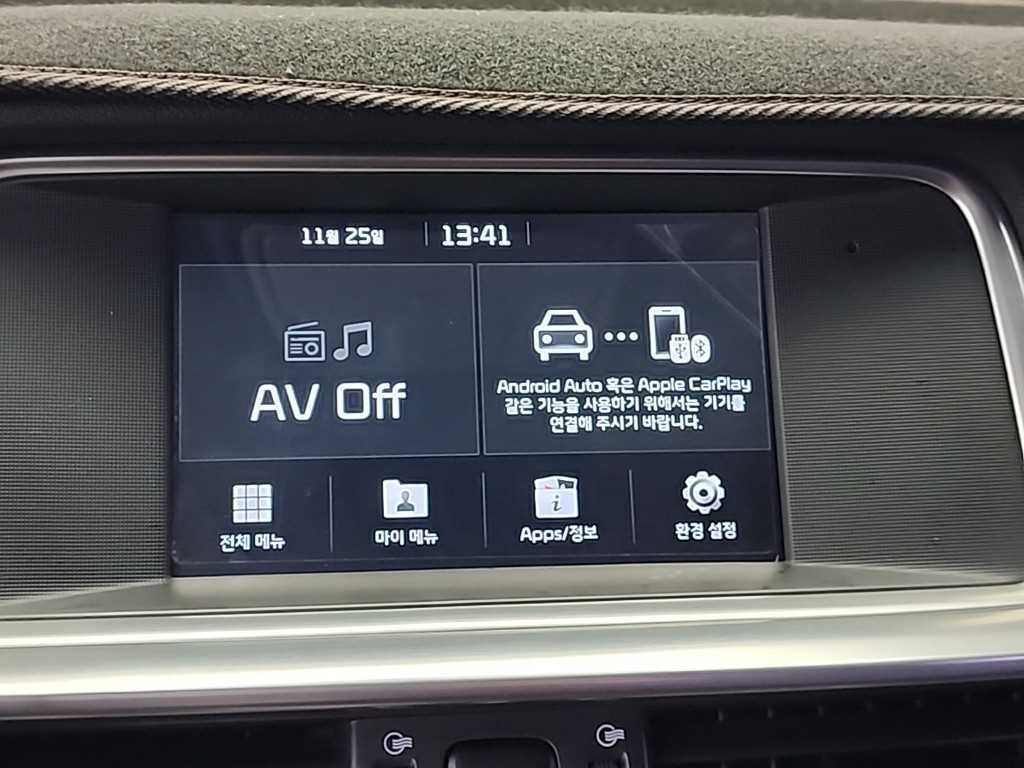 11월 25일 13:41
AV Off
Android Auto 혹은 Apple CarPlay
같은 기능을 사용하기 위해서는 기기를
연결해 주시기 바랍니다.
전체 메뉴
마이 메뉴
Apps/정보
환경 설정